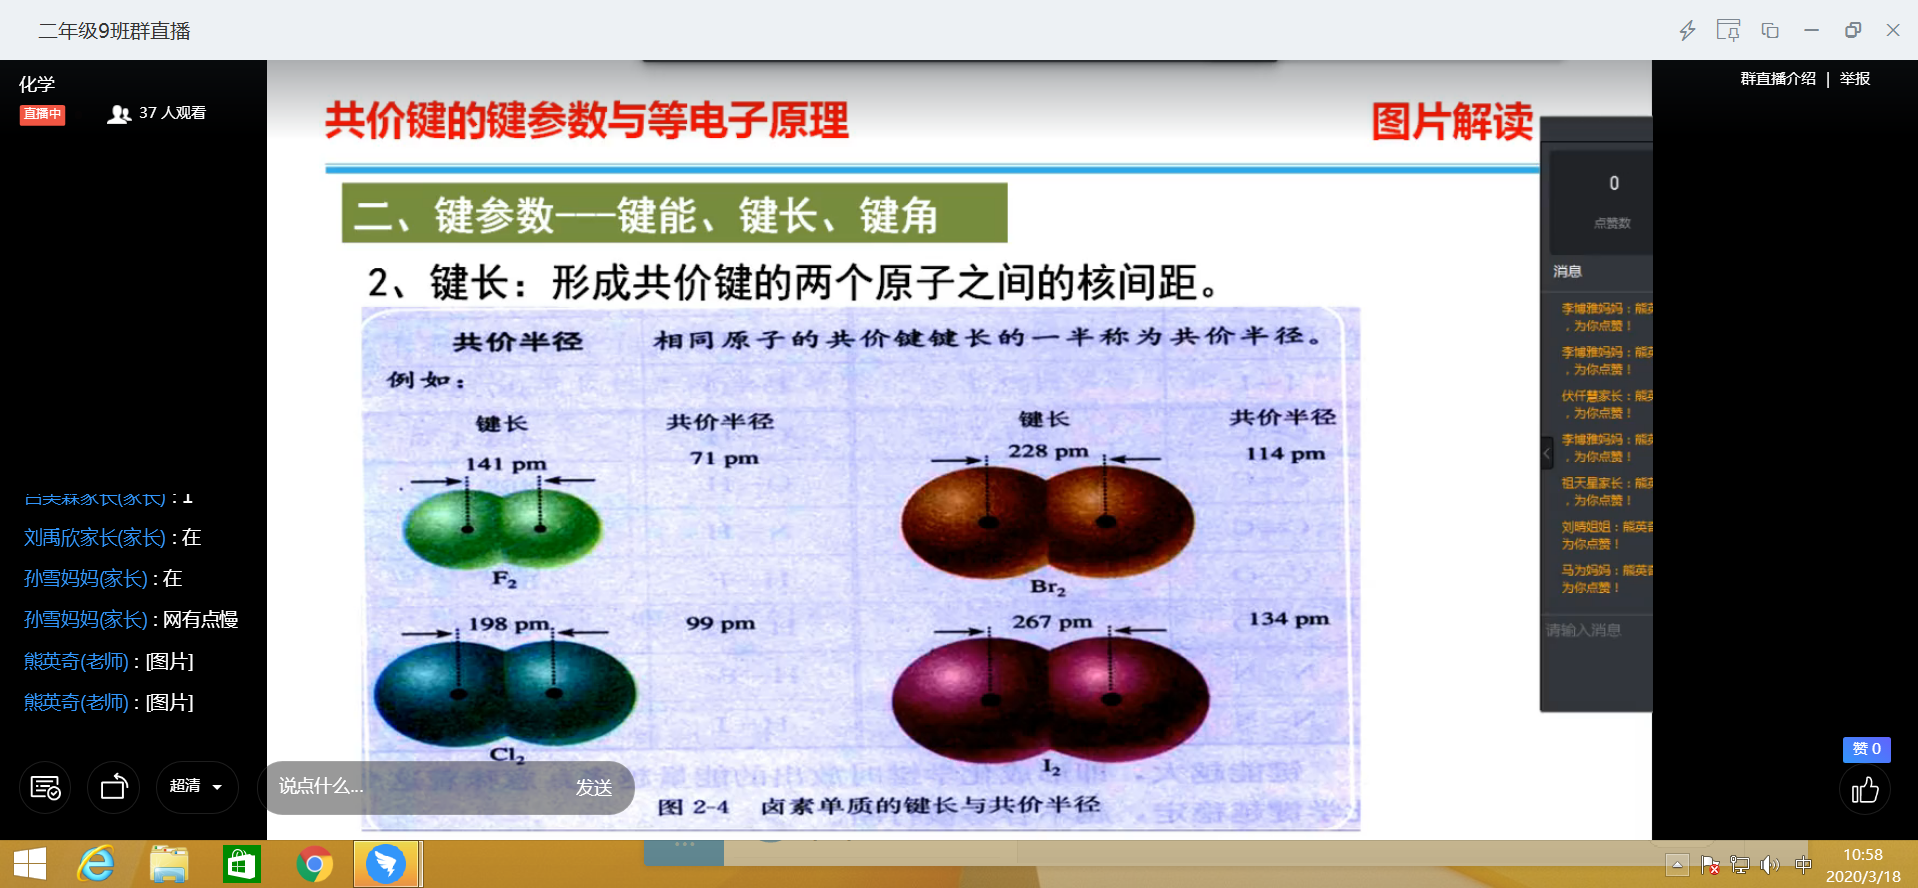 二年级9班群直播
化学
直播中
37 人观看
群直播介绍 | 举报
共价键的键参数与等电子原理
图片解读
二、键参数---键能、键长、键角
2、键长：形成共价键的两个原子之间的核间距。
共价半径 相同原子的共价键键长的一半称为共价半径。
例如：
键长 共价半径 键长 共价半径
141 pm 71 pm 228 pm 114 pm
F₂ Br₂
198 pm 99 pm 267 pm 134 pm
Cl₂ I₂
图 2-4 卤素单质的键长与共价半径
0
点赞数
消息
李博雅妈妈：熊英
，为你点赞！
李博雅妈妈：熊英
，为你点赞！
伏仟慧家长：熊英
，为你点赞！
李博雅妈妈：熊英
，为你点赞！
祖天星家长：熊英
，为你点赞！
刘晴姐姐：熊英奇
为你点赞！
马为妈妈：熊英奇
为你点赞！
请输入消息
家长(家长)：1
刘禹欣家长(家长)：在
孙雪妈妈(家长)：在
孙雪妈妈(家长)：网有点慢
熊英奇(老师)：[图片]
熊英奇(老师)：[图片]
超清
说点什么... 发送
赞 0
中
10:58
2020/3/18